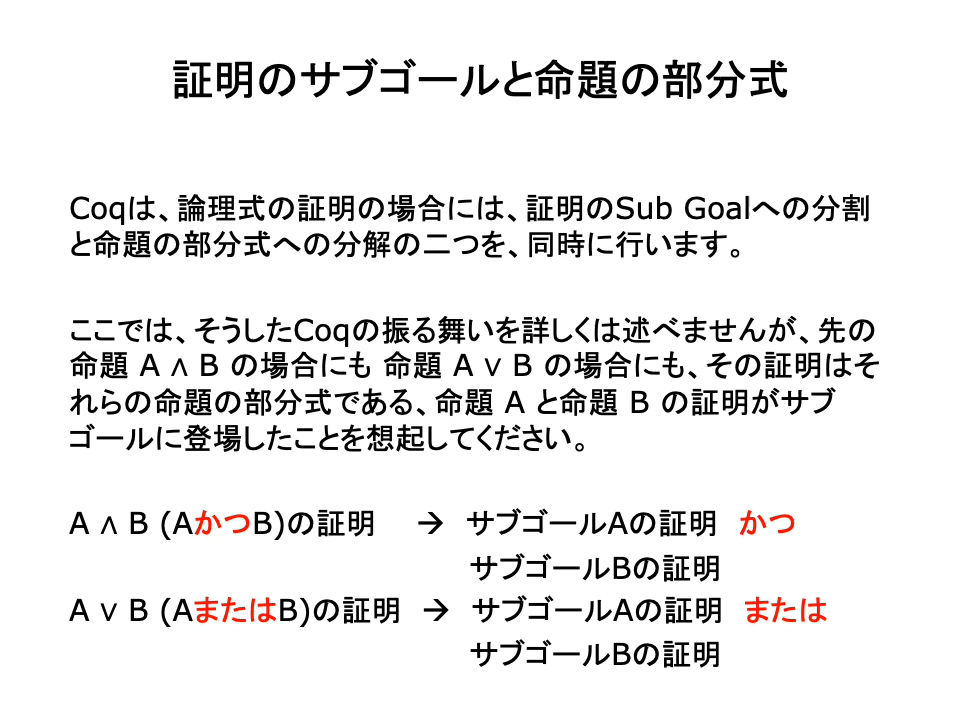 証明のサブゴールと命題の部分式
Coqは、論理式の証明の場合には、証明のSub Goalへの分割
と命題の部分式への分解の二つを、同時に行います。
ここでは、そうしたCoqの振る舞いを詳しくは述べませんが、先の
命題 A ∧ B の場合にも 命題 A ∨ B の場合にも、その証明はそ
れらの命題の部分式である、命題 A と命題 B の証明がサブ
ゴールに登場したことを想起してください。
A ∧ B (AかつB)の証明 → サブゴールAの証明 かつ
サブゴールBの証明
A ∨ B (AまたはB)の証明 → サブゴールAの証明 または
サブゴールBの証明